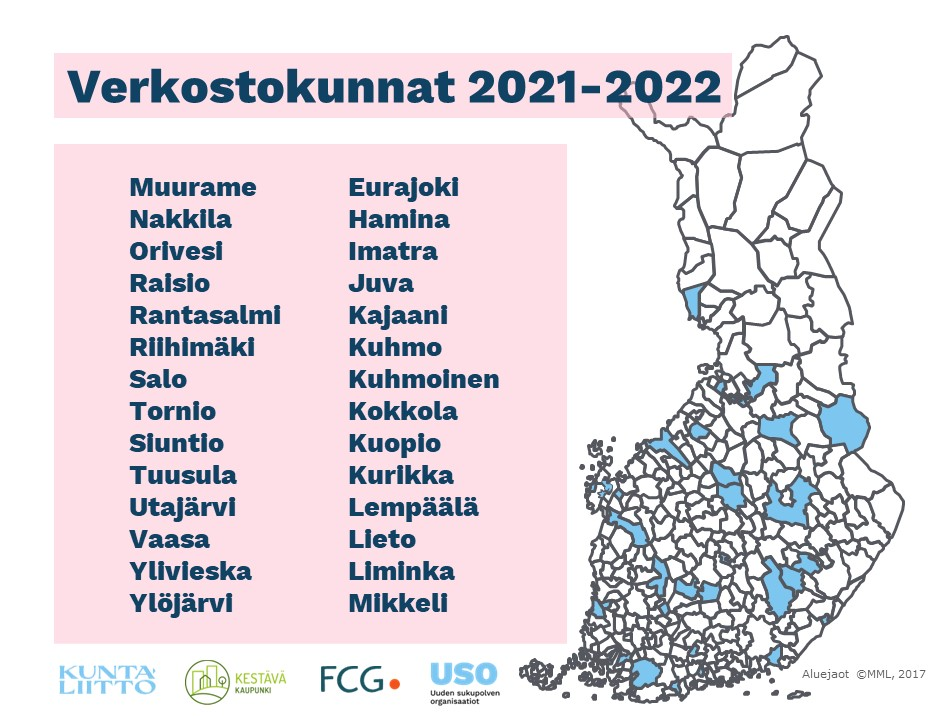 Verkostokunnat 2021-2022
Muurame
Nakkila
Orivesi
Raisio
Rantasalmi
Riihimäki
Salo
Tornio
Siuntio
Tuusula
Utajärvi
Vaasa
Ylivieska
Ylöjärvi
Eurajoki
Hamina
Imatra
Juva
Kajaani
Kuhmo
Kuhmoinen
Kokkola
Kuopio
Kurikka
Lempäälä
Lieto
Liminka
Mikkeli
KUNTA-
LIITTO
KESTÄVÄ
KAUPUNKI
FCG
USO
Uuden sukupolven
organisaatiot
Aluejaot ©MML, 2017